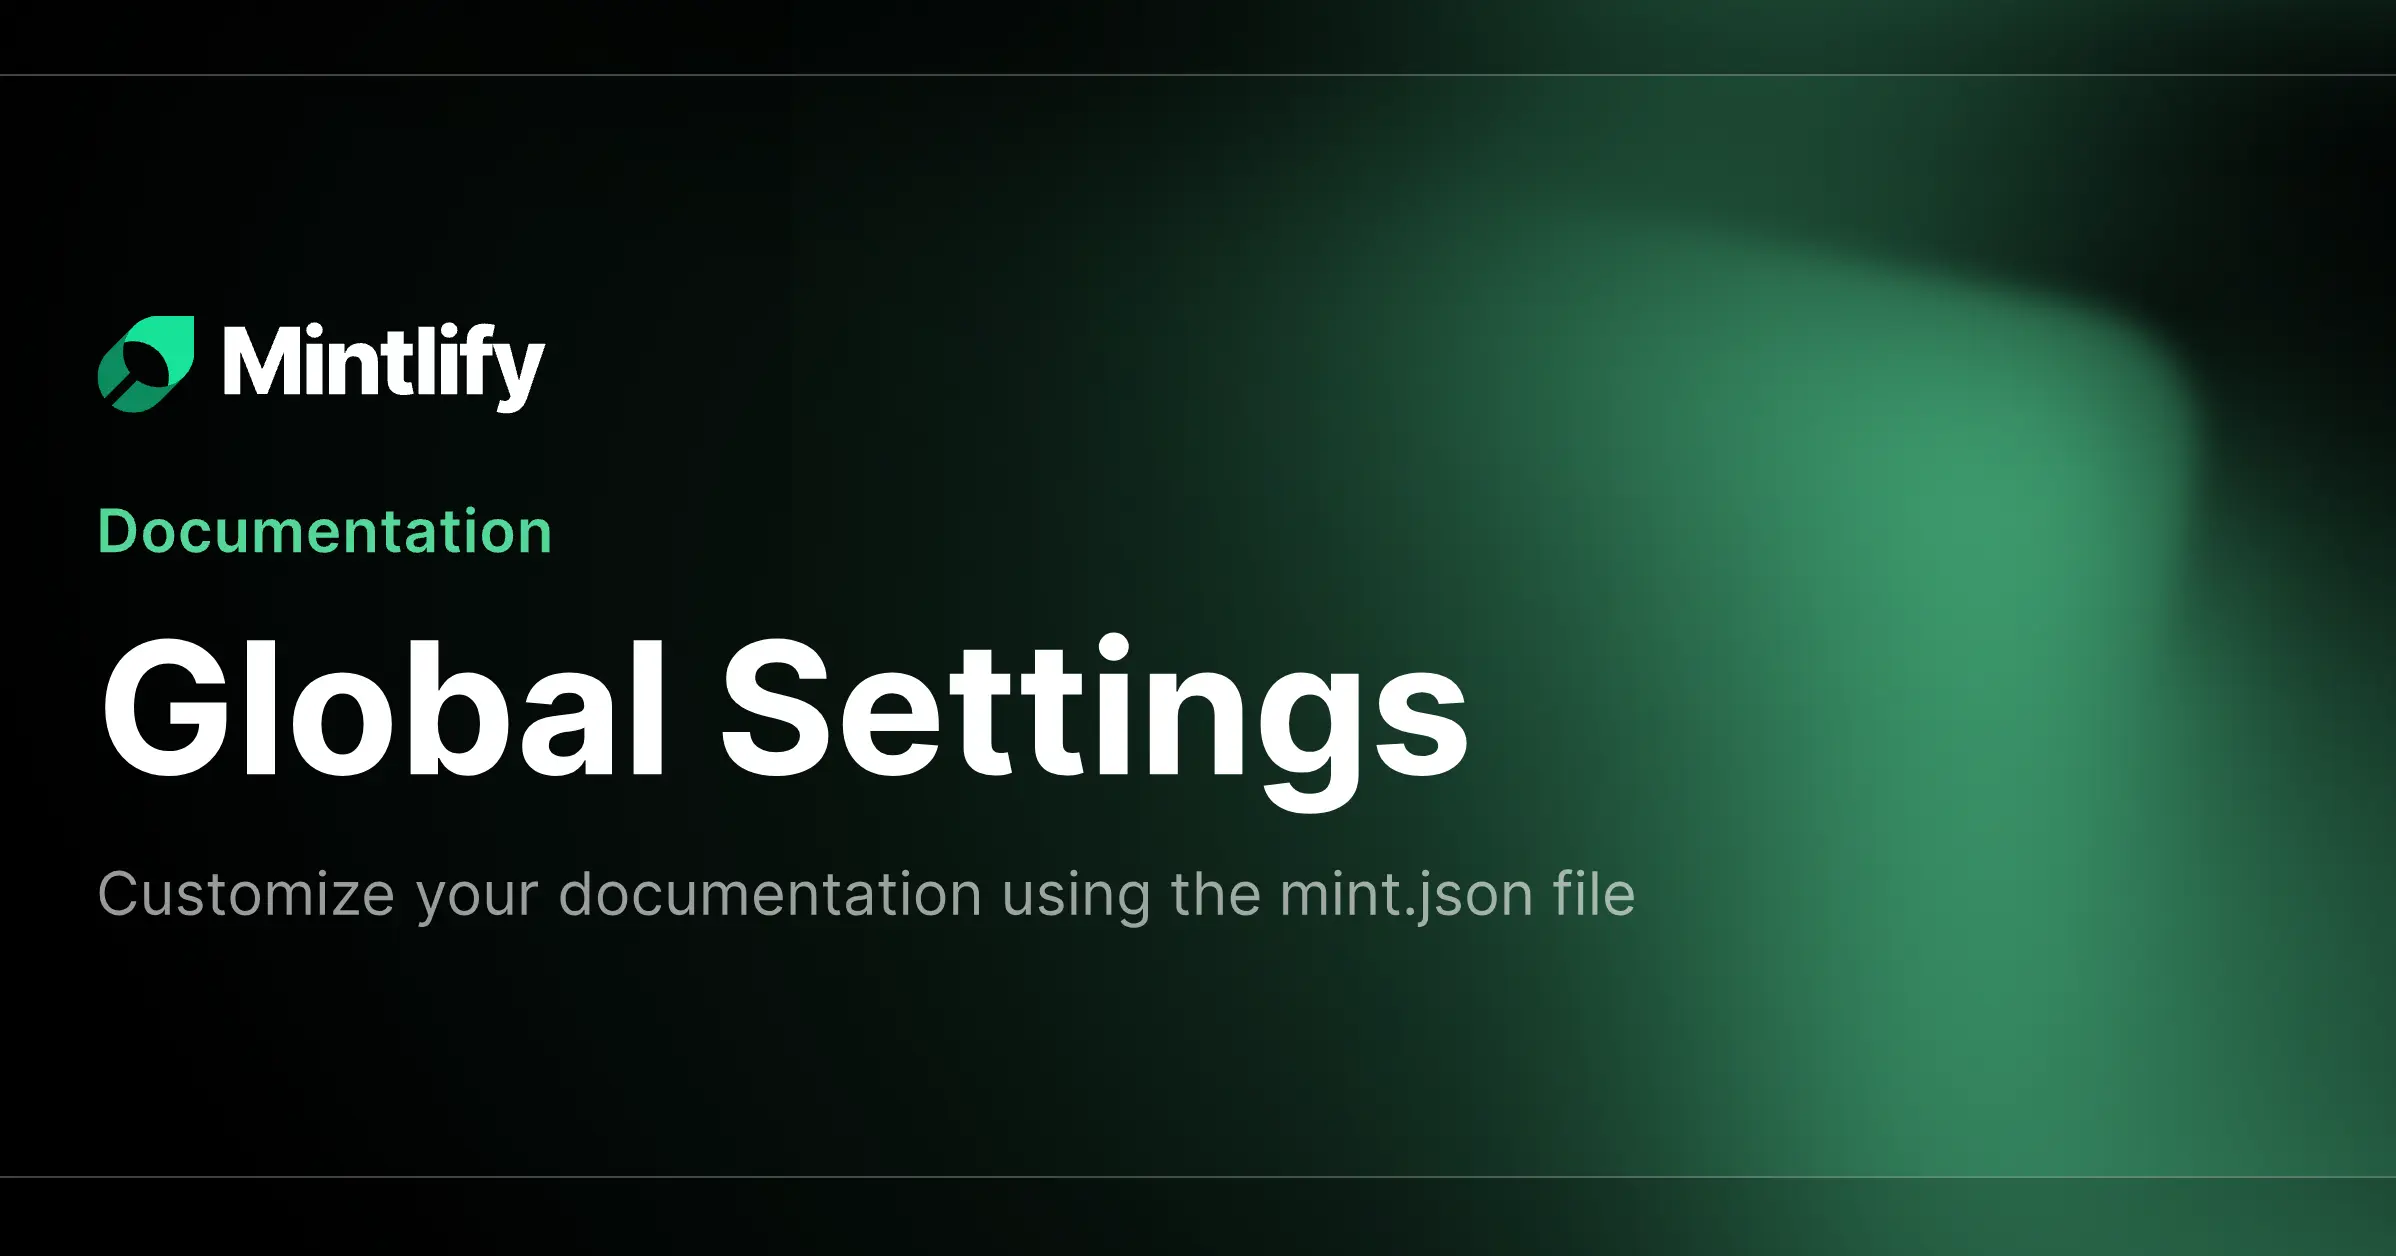 Mintlify
Documentation
Global Settings
Customize your documentation using the mint.json file